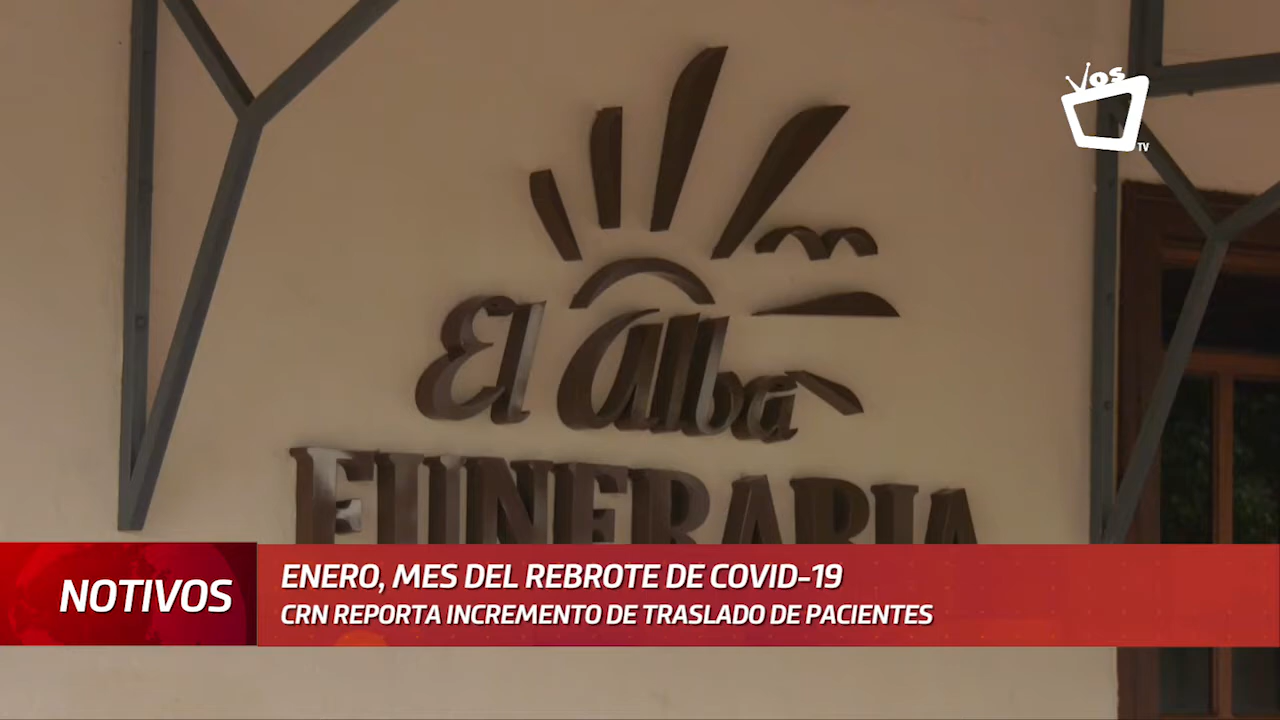 VOS
TV
El Alba
FUNERARIA
NOTIVOS
ENERO, MES DEL REBROTE DE COVID-19
CRN REPORTA INCREMENTO DE TRASLADO DE PACIENTES